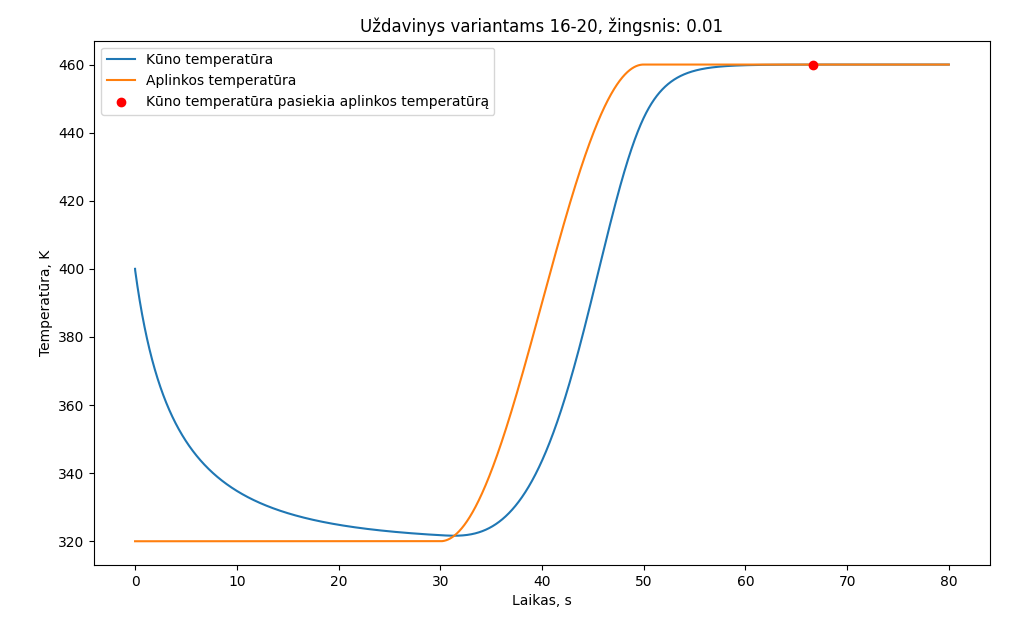 Uždavinys variantams 16-20, žingsnis: 0.01
Kūno temperatūra
Aplinkos temperatūra
Kūno temperatūra pasiekia aplinkos temperatūrą
Temperatūra, K
460
440
420
400
380
360
340
320
0 10 20 30 40 50 60 70 80
Laikas, s